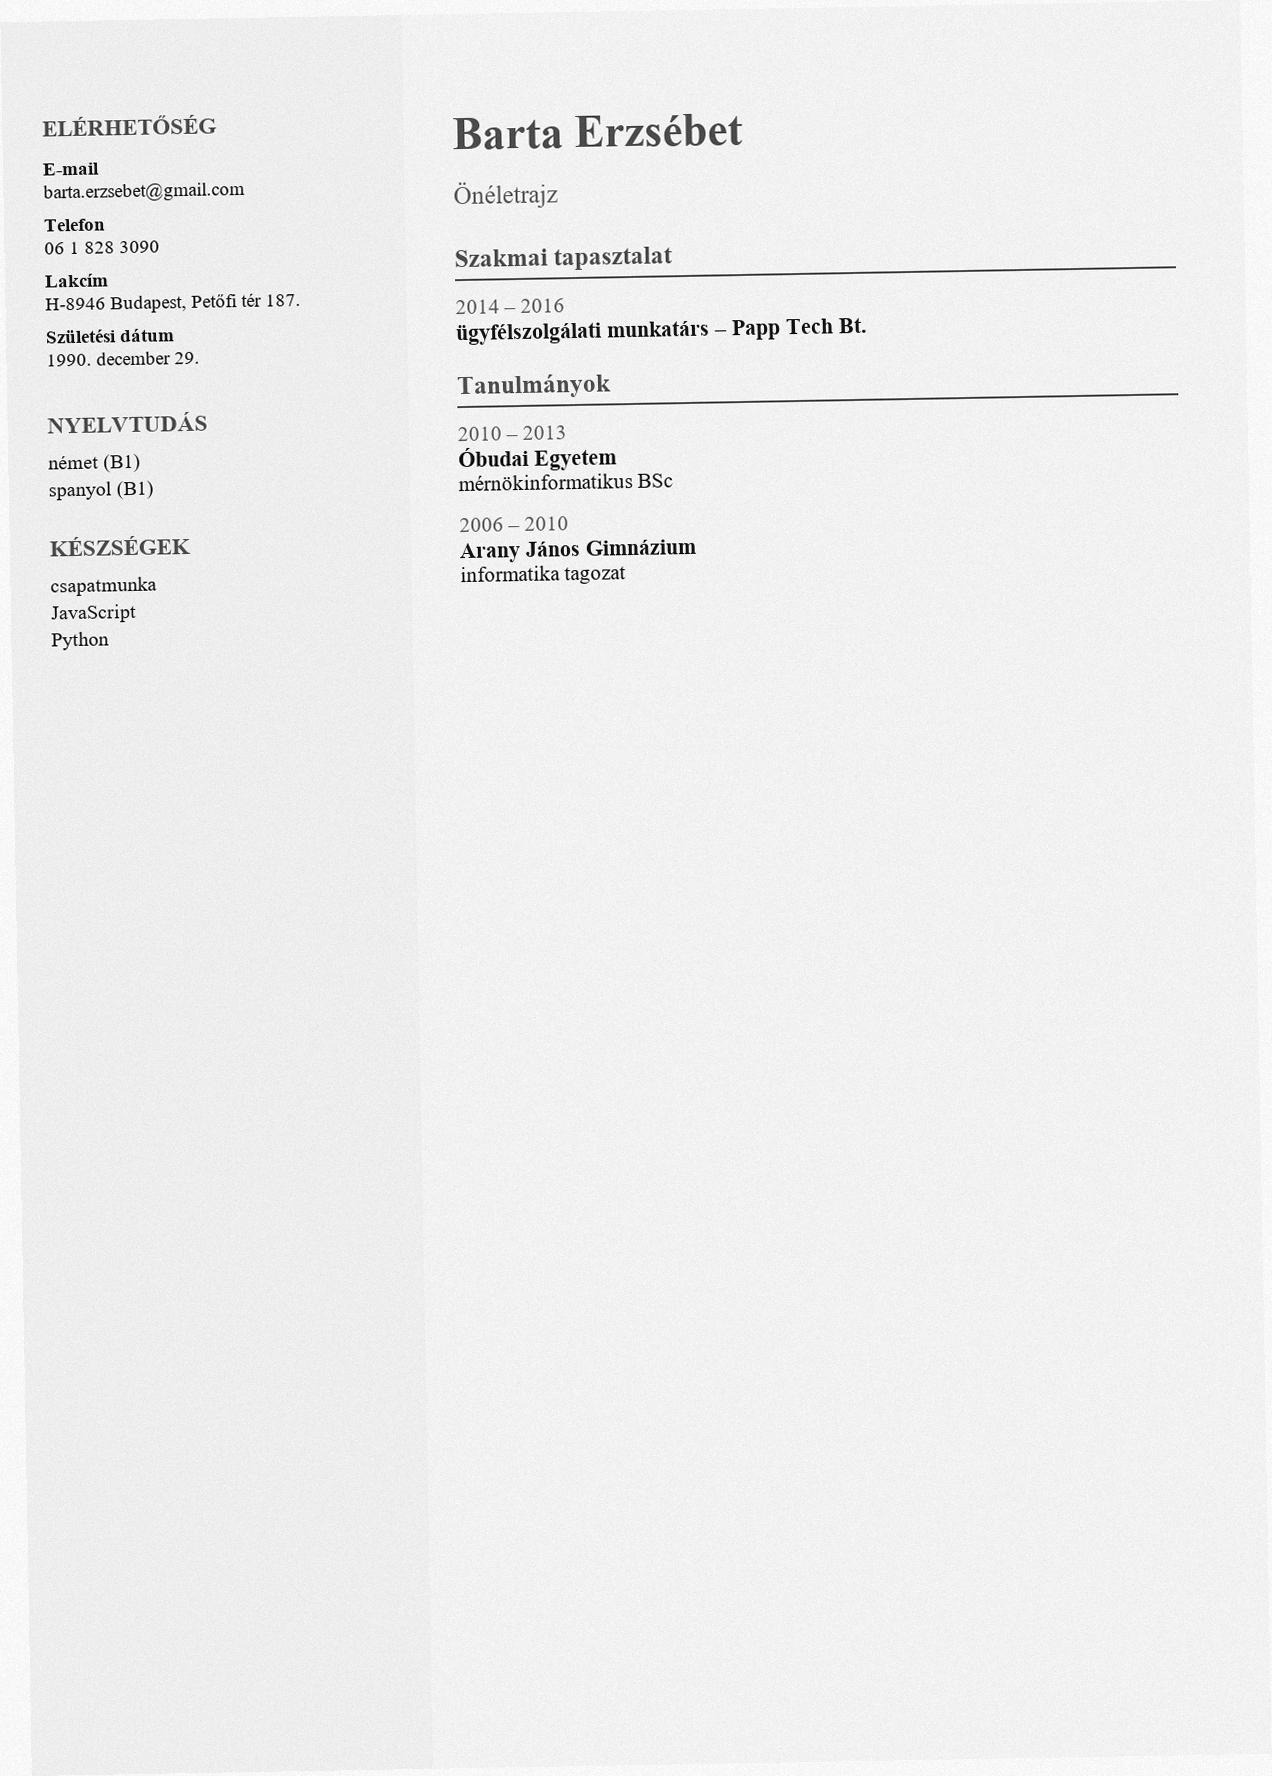 ELÉRHETŐSÉG
E-mail
barta.erzsebet@gmail.com
Telefon
06 1 828 3090
Lakcím
H-8946 Budapest, Petőfi tér 187.
Születési dátum
1990. december 29.
NYELVTUDÁS
német (B1)
spanyol (B1)
KÉSZSÉGEK
csapatmunka
JavaScript
Python
Barta Erzsébet
Önéletrajz
Szakmai tapasztalat
2014 – 2016
ügyfélszolgálati munkatárs – Papp Tech Bt.
Tanulmányok
2010 – 2013
Óbudai Egyetem
mérnökinformatikus BSc
2006 – 2010
Arany János Gimnázium
informatika tagozat